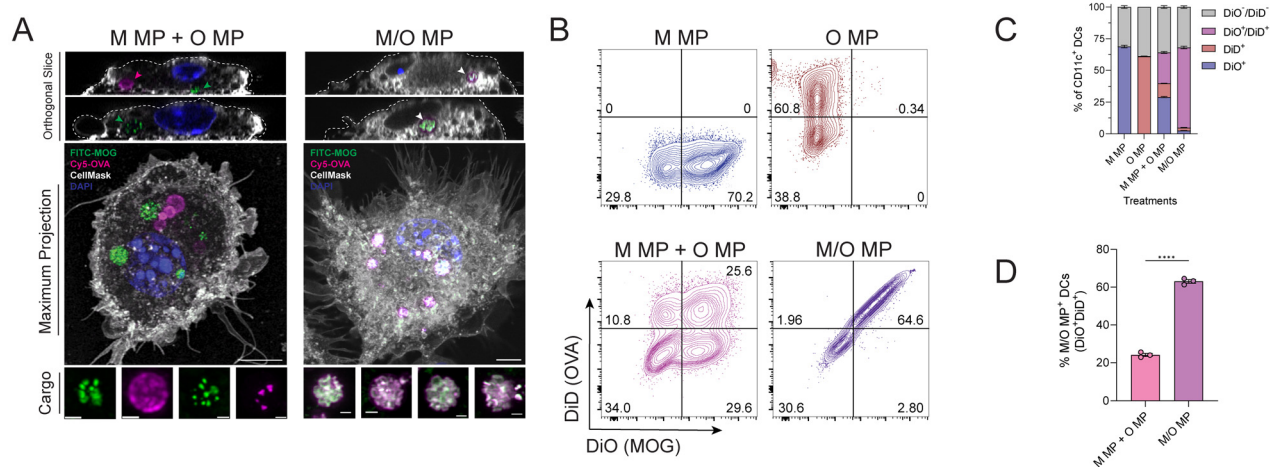 A
M MP + O MP
M/O MP
Orthogonal Slice
FITC-MOG
Cy5-OVA
CellMask
DAPI
FITC-MOG
Cy5-OVA
CellMask
DAPI
Maximum Projection
Cargo
B
M MP
O MP
0
0
29.8
70.2
60.8
-0.34
38.8
0
M MP + O MP
M/O MP
10.8
25.6
34.0
29.6
1.96
64.6
30.6
2.80
DiD (OVA)
DiO (MOG)
C
% of CD11c⁺ DCs
100
75
50
25
0
M MP
O MP
M MP + O MP
M/O MP
Treatments
DiO⁻/DiD⁻
DiO⁺/DiD⁺
DiD⁺
DiO⁺
D
% M/O MP⁺ DCs
(DiO⁺DiD⁺)
80
60
40
20
0
****
M MP + O MP
M/O MP